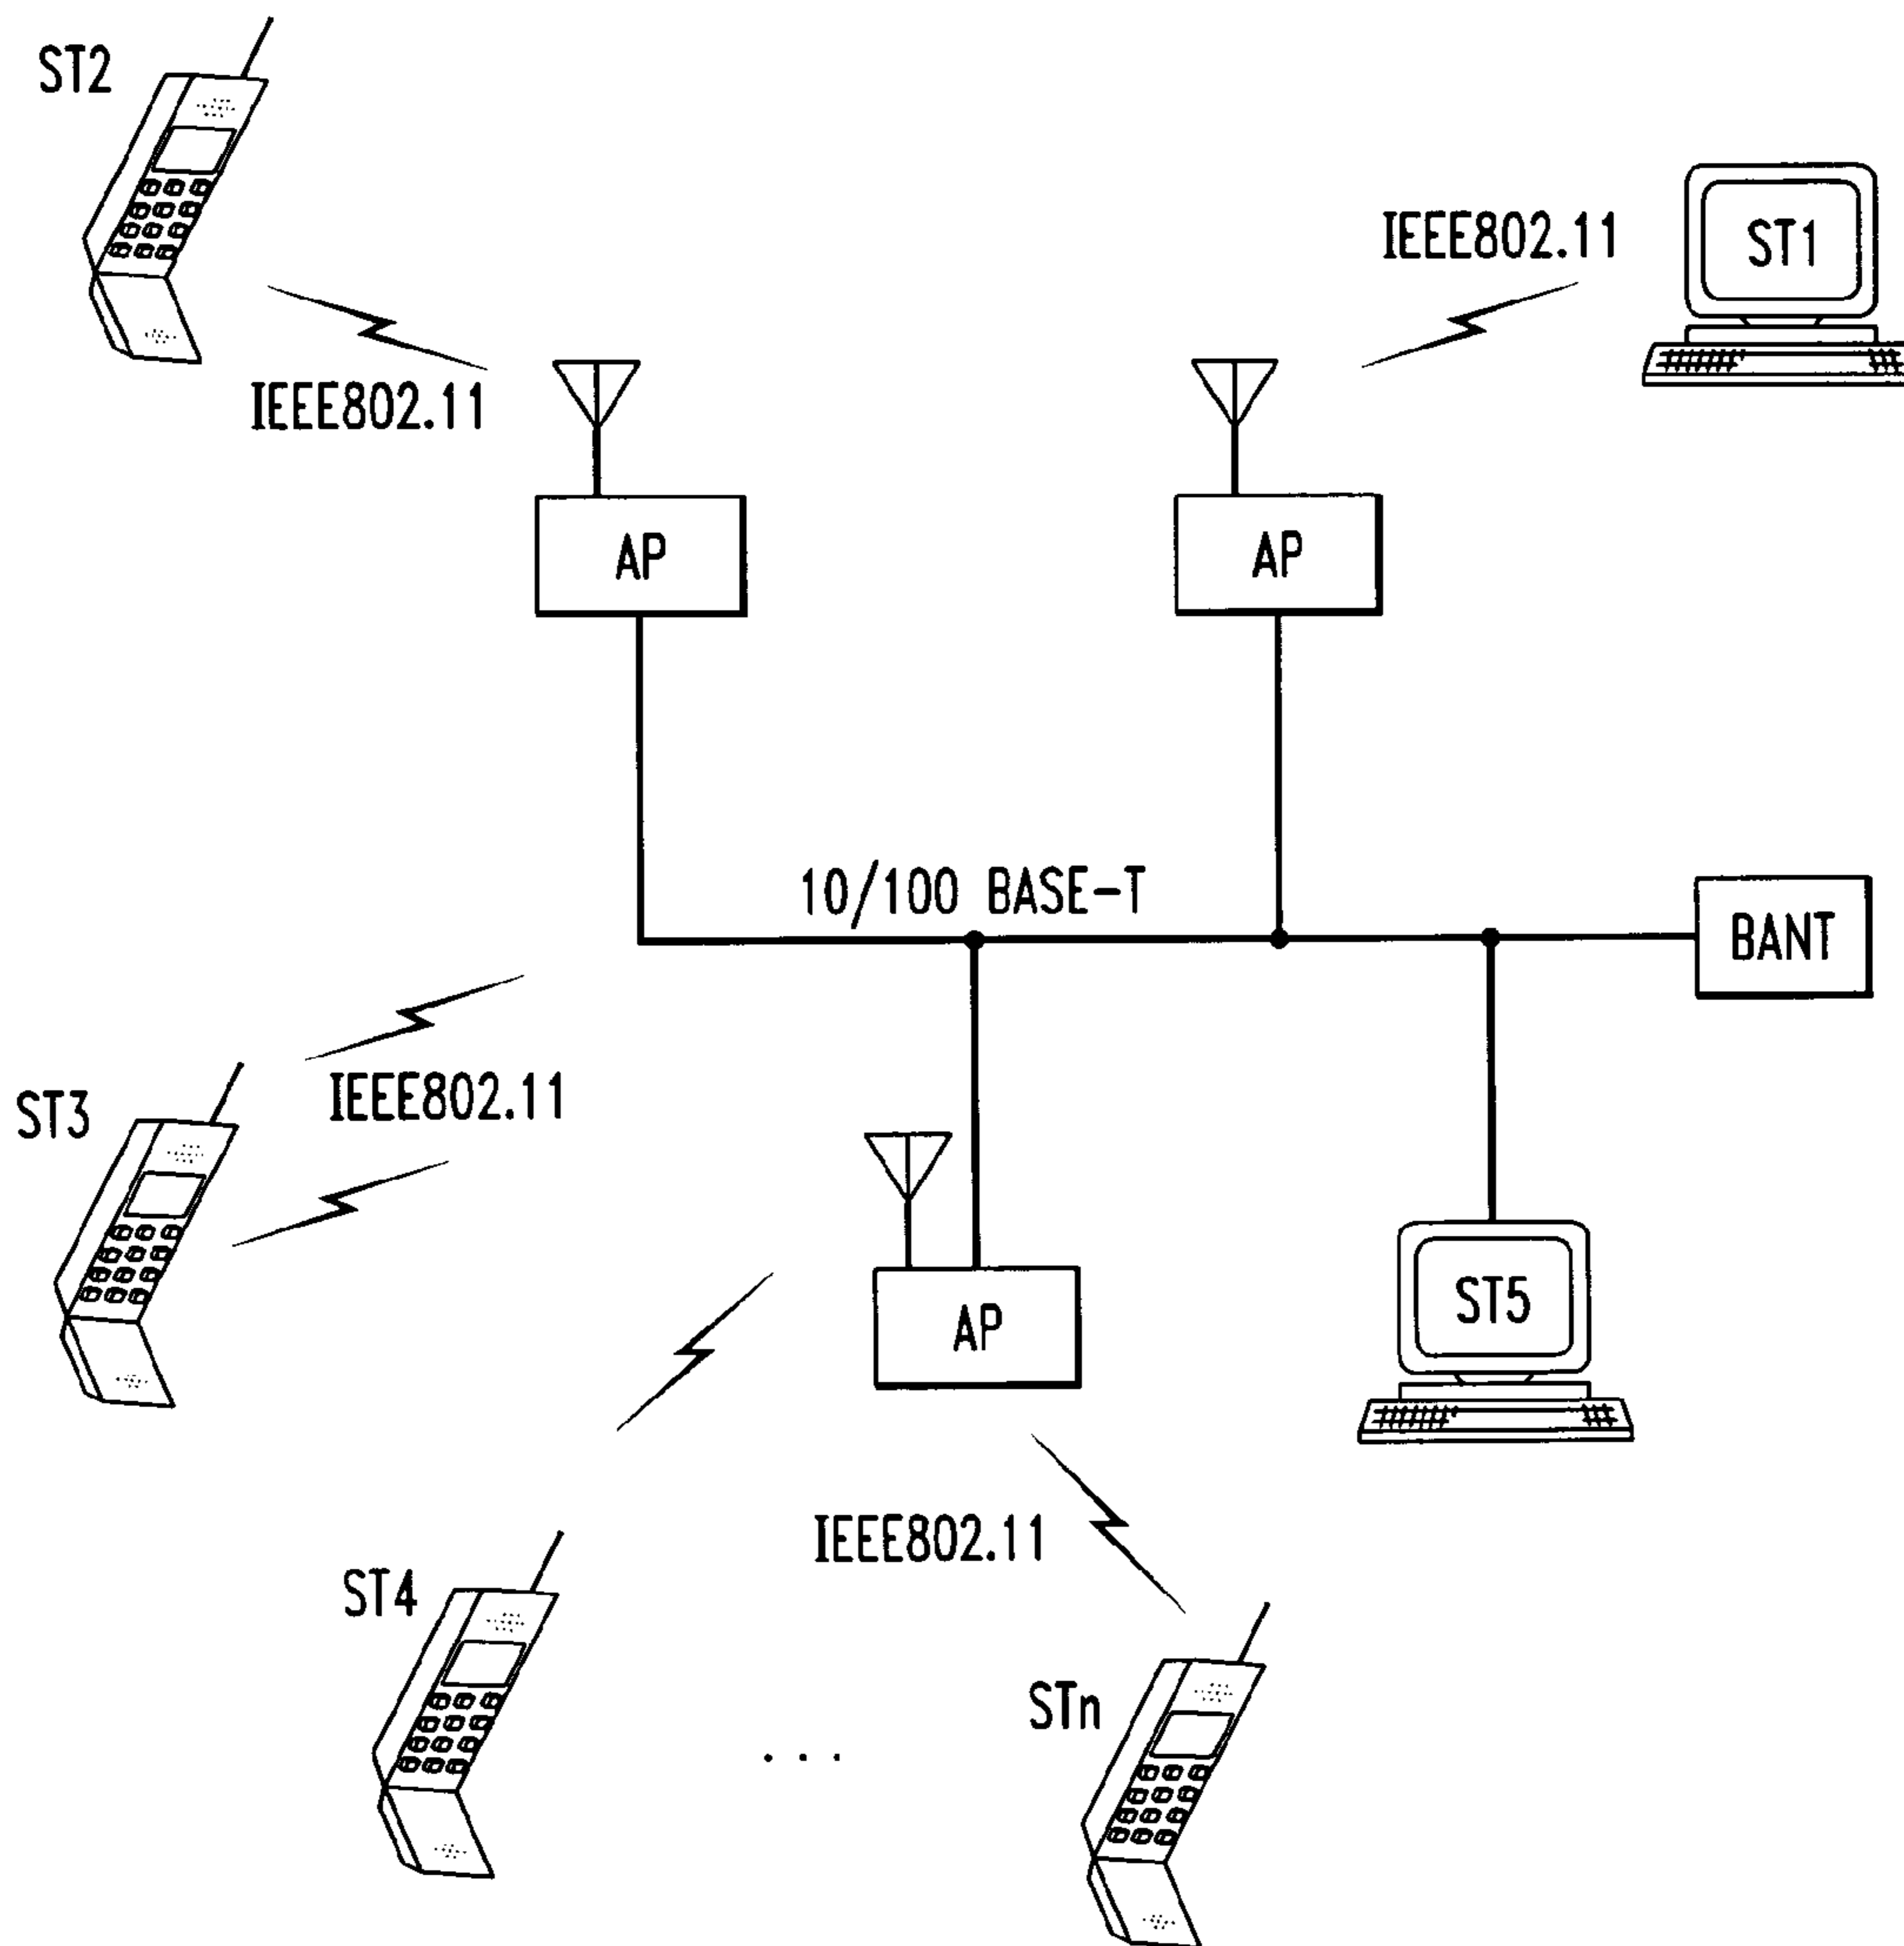 ST2
IEEE802.11
ST1
IEEE802.11
AP
AP
10/100 BASE-T
BANT
IEEE802.11
ST3
AP
ST5
IEEE802.11
ST4
STn
. . .